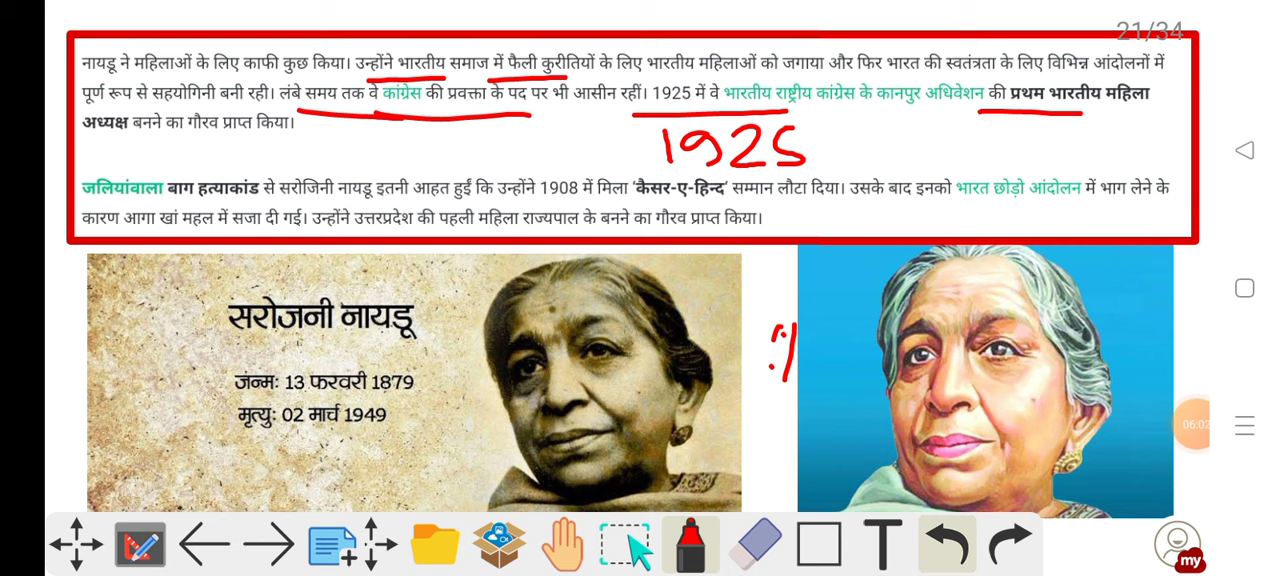 21/34
नायडू ने महिलाओं के लिए काफी कुछ किया। उन्होंने भारतीय समाज में फैली कुरीतियों के लिए भारतीय महिलाओं को जगाया और फिर भारत की स्वतंत्रता के लिए विभिन्न आंदोलनों में
पूर्ण रूप से सहयोगिनी बनी रही। लंबे समय तक वे कांग्रेस की प्रवक्ता के पद पर भी आसीन रहीं। 1925 में वे भारतीय राष्ट्रीय कांग्रेस के कानपुर अधिवेशन की प्रथम भारतीय महिला
अध्यक्ष बनने का गौरव प्राप्त किया।
1925
जलियांवाला बाग हत्याकांड से सरोजिनी नायडू इतनी आहत हुईं कि उन्होंने 1908 में मिला 'कैसर-ए-हिन्द' सम्मान लौटा दिया। उसके बाद इनको भारत छोड़ो आंदोलन में भाग लेने के
कारण आगा खां महल में सजा दी गई। उन्होंने उत्तरप्रदेश की पहली महिला राज्यपाल के बनने का गौरव प्राप्त किया।
सरोजनी नायडू
जन्मः 13 फरवरी 1879
मृत्युः 02 मार्च 1949
06:02
T
my